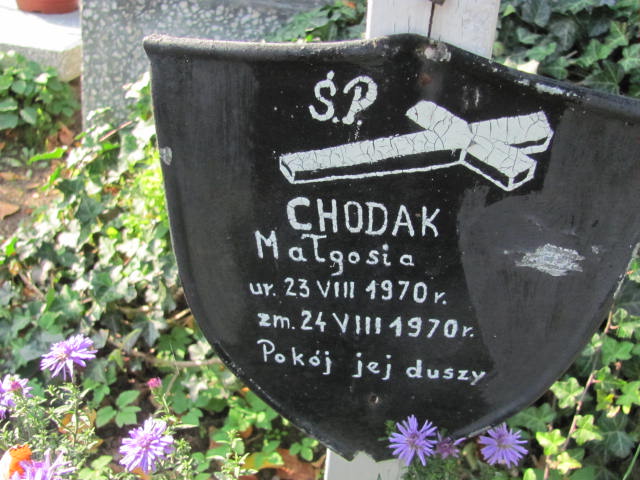 Ś.P.
CHODAK
Małgosia
ur. 23 VIII 1970 r.
zm. 24 VIII 1970 r.
Pokój jej duszy